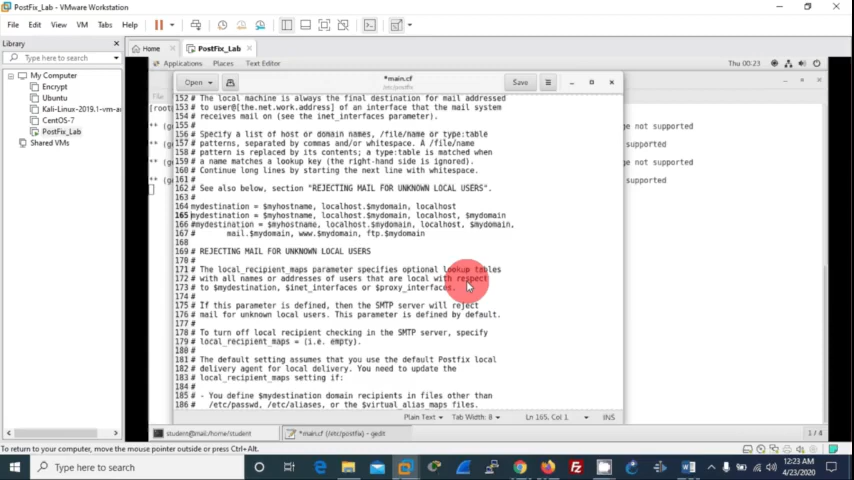 PostFix_Lab - VMware Workstation
File Edit View VM Tabs Help
Library
Type here to search
My Computer
Encrypt
Ubuntu
Kali-Linux-2019.1-vm-a
CentOS-7
PostFix_Lab
Shared VMs
Home
PostFix_Lab
Applications Places Text Editor
Thu 00:23
Open
*main.cf
/etc/postfix
Save
File
[root
** (g
** (g
** (g
** (g
ge not supported
support
ge not supported
supported
152 # The local machine is always the final destination for mail addressed
153 # to user@[the.net.work.address] of an interface that the mail system
154 # receives mail on (see the inet_interfaces parameter).
155 #
156 # Specify a list of host or domain names, /file/name or type:table
157 # patterns, separated by commas and/or whitespace. A /file/name
158 # pattern is replaced by its contents; a type:table is matched when
159 # a name matches a lookup key (the right-hand side is ignored).
160 # Continue long lines by starting the next line with whitespace.
161 #
162 # See also below, section "REJECTING MAIL FOR UNKNOWN LOCAL USERS".
163 #
164 mydestination = $myhostname, localhost.$mydomain, localhost
165 mydestination = $myhostname, localhost.$mydomain, localhost, $mydomain
166 #mydestination = $myhostname, localhost.$mydomain, localhost, $mydomain,
167 # mail.$mydomain, www.$mydomain, ftp.$mydomain
168
169 # REJECTING MAIL FOR UNKNOWN LOCAL USERS
170 #
171 # The local_recipient_maps parameter specifies optional lookup tables
172 # with all names or addresses of users that are local with respect
173 # to $mydestination, $inet_interfaces or $proxy_interfaces.
174 #
175 # If this parameter is defined, then the SMTP server will reject
176 # mail for unknown local users. This parameter is defined by default.
177 #
178 # To turn off local recipient checking in the SMTP server, specify
179 # local_recipient_maps = (i.e. empty).
180 #
181 # The default setting assumes that you use the default Postfix local
182 # delivery agent for local delivery. You need to update the
183 # local_recipient_maps setting if:
184 #
185 # - You define $mydestination domain recipients in files other than
186 # /etc/passwd, /etc/aliases, or the $virtual_alias_maps files.
Plain Text Tab Width: 8 Ln 165, Col 1 INS
student@mail:/home/student
*main.cf (/etc/postfix) - gedit
1 / 4
To return to your computer, move the mouse pointer outside or press Ctrl+Alt.
Type here to search
12:23 AM
4/23/2020